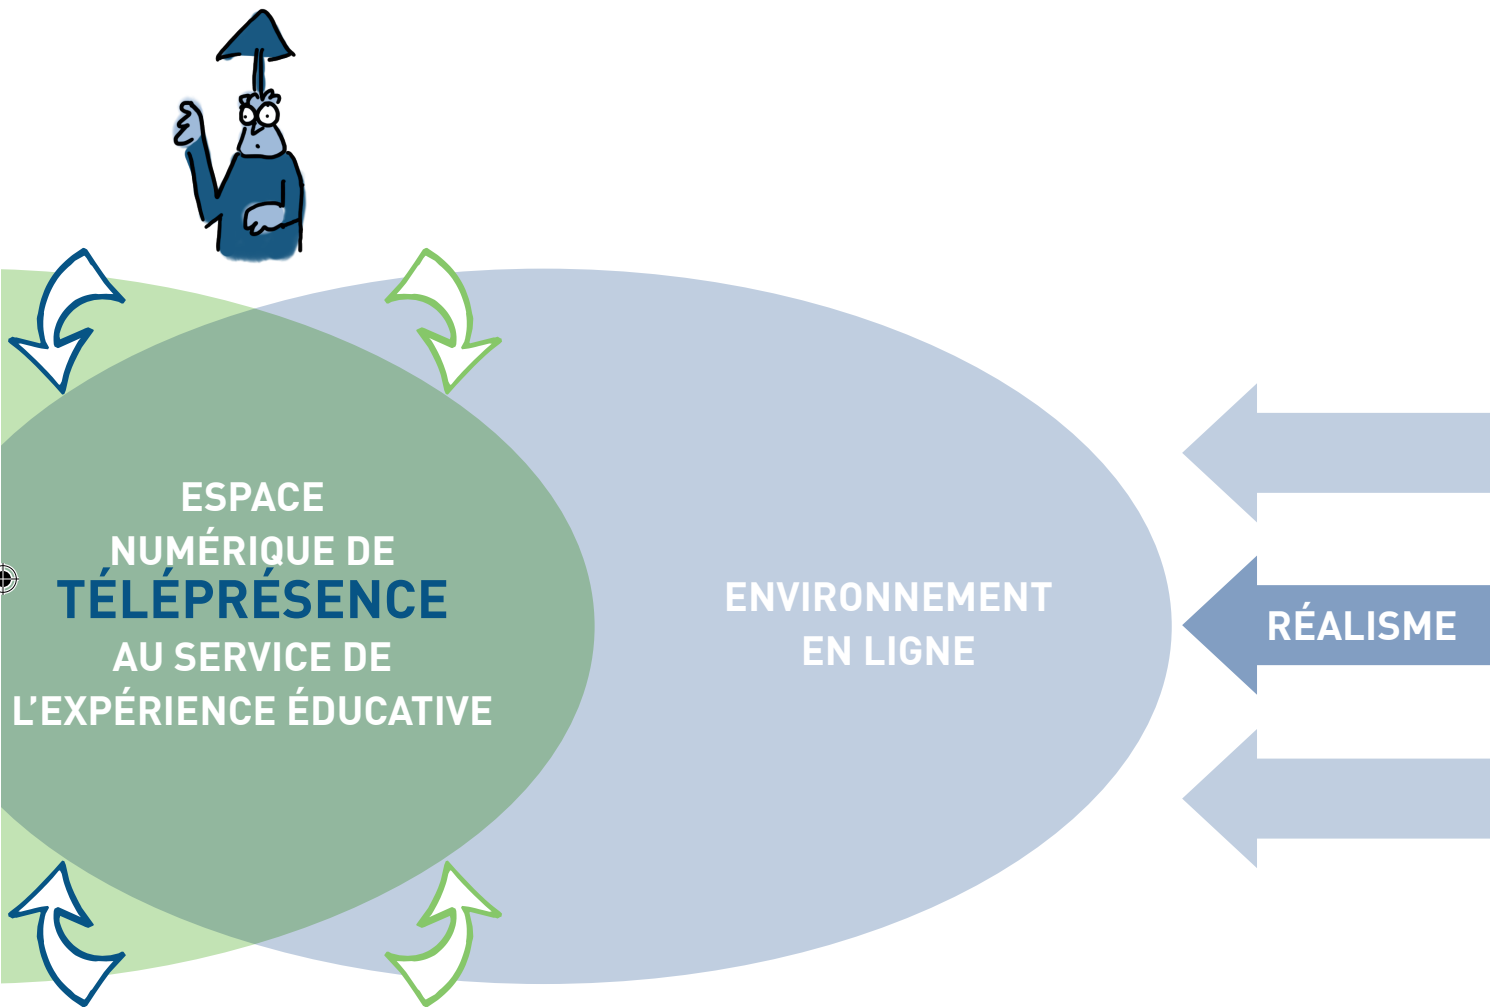 ESPACE
NUMÉRIQUE DE
TÉLÉPRÉSENCE
AU SERVICE DE
L’EXPÉRIENCE ÉDUCATIVE
ENVIRONNEMENT
EN LIGNE
RÉALISME